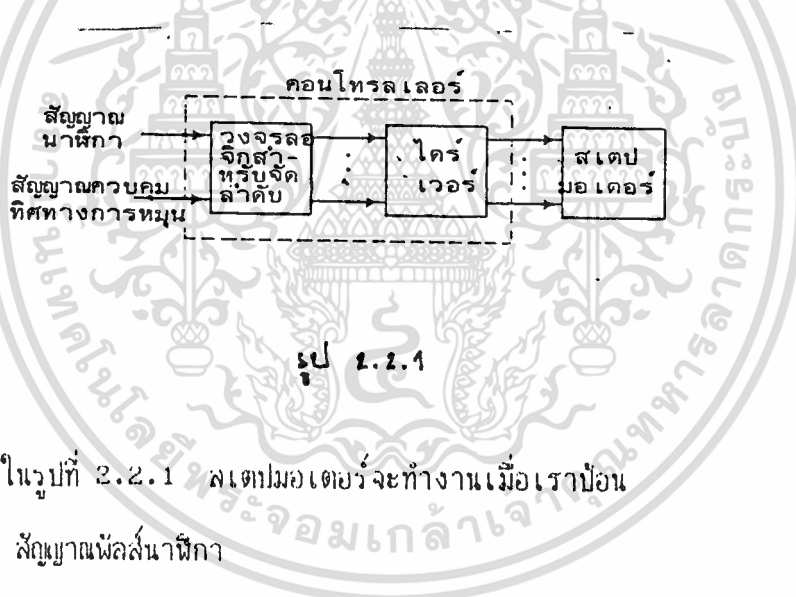 คอนโทรลเลอร์
สัญญาณ
นาฬิกา
วงจรลอ
จิกสำ-
หรับจัด
ลำดับ
ไดร์
เวอร์
สเตป
มอเตอร์
สัญญาณควบคุม
ทิศทางการหมุน
รูป 2.2.1
ในรูปที่ 2.2.1 สเตปมอเตอร์จะทำงานเมื่อเราป้อน
สัญญาณพัลส์นาฬิกา